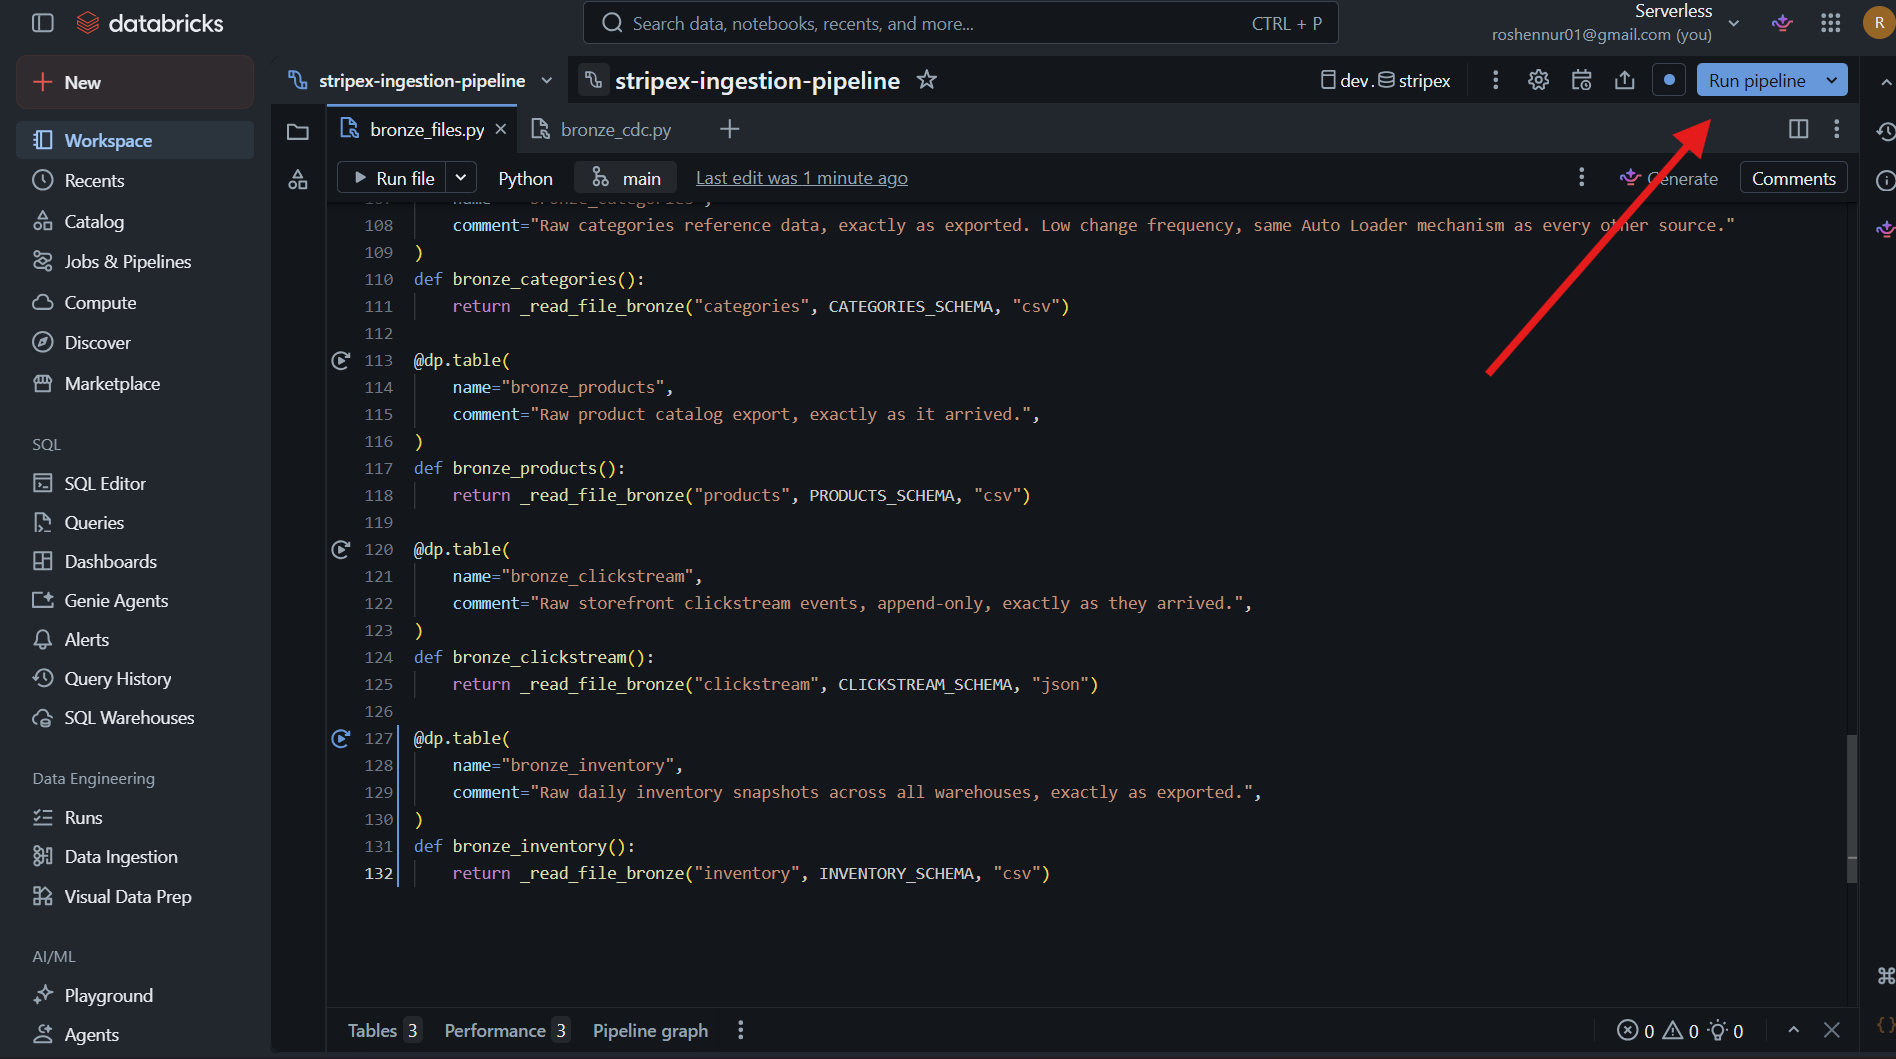 databricks
Search data, notebooks, recents, and more...
CTRL + P
Serverless
roshennur01@gmail.com (you)
R
New
Workspace
Recents
Catalog
Jobs & Pipelines
Compute
Discover
Marketplace
SQL
SQL Editor
Queries
Dashboards
Genie Agents
Alerts
Query History
SQL Warehouses
Data Engineering
Runs
Data Ingestion
Visual Data Prep
AI/ML
Playground
Agents
stripex-ingestion-pipeline
stripex-ingestion-pipeline
dev.stripex
Run pipeline
bronze_files.py
bronze_cdc.py
Run file
Python
main
Last edit was 1 minute ago
Generate
Comments
108 comment="Raw categories reference data, exactly as exported. Low change frequency, same Auto Loader mechanism as every other source."
109 )
110 def bronze_categories():
111 return _read_file_bronze("categories", CATEGORIES_SCHEMA, "csv")
112
113 @dp.table(
114 name="bronze_products",
115 comment="Raw product catalog export, exactly as it arrived.",
116 )
117 def bronze_products():
118 return _read_file_bronze("products", PRODUCTS_SCHEMA, "csv")
119
120 @dp.table(
121 name="bronze_clickstream",
122 comment="Raw storefront clickstream events, append-only, exactly as they arrived.",
123 )
124 def bronze_clickstream():
125 return _read_file_bronze("clickstream", CLICKSTREAM_SCHEMA, "json")
126
127 @dp.table(
128 name="bronze_inventory",
129 comment="Raw daily inventory snapshots across all warehouses, exactly as exported.",
130 )
131 def bronze_inventory():
132 return _read_file_bronze("inventory", INVENTORY_SCHEMA, "csv")
Tables 3
Performance 3
Pipeline graph
0 0 0